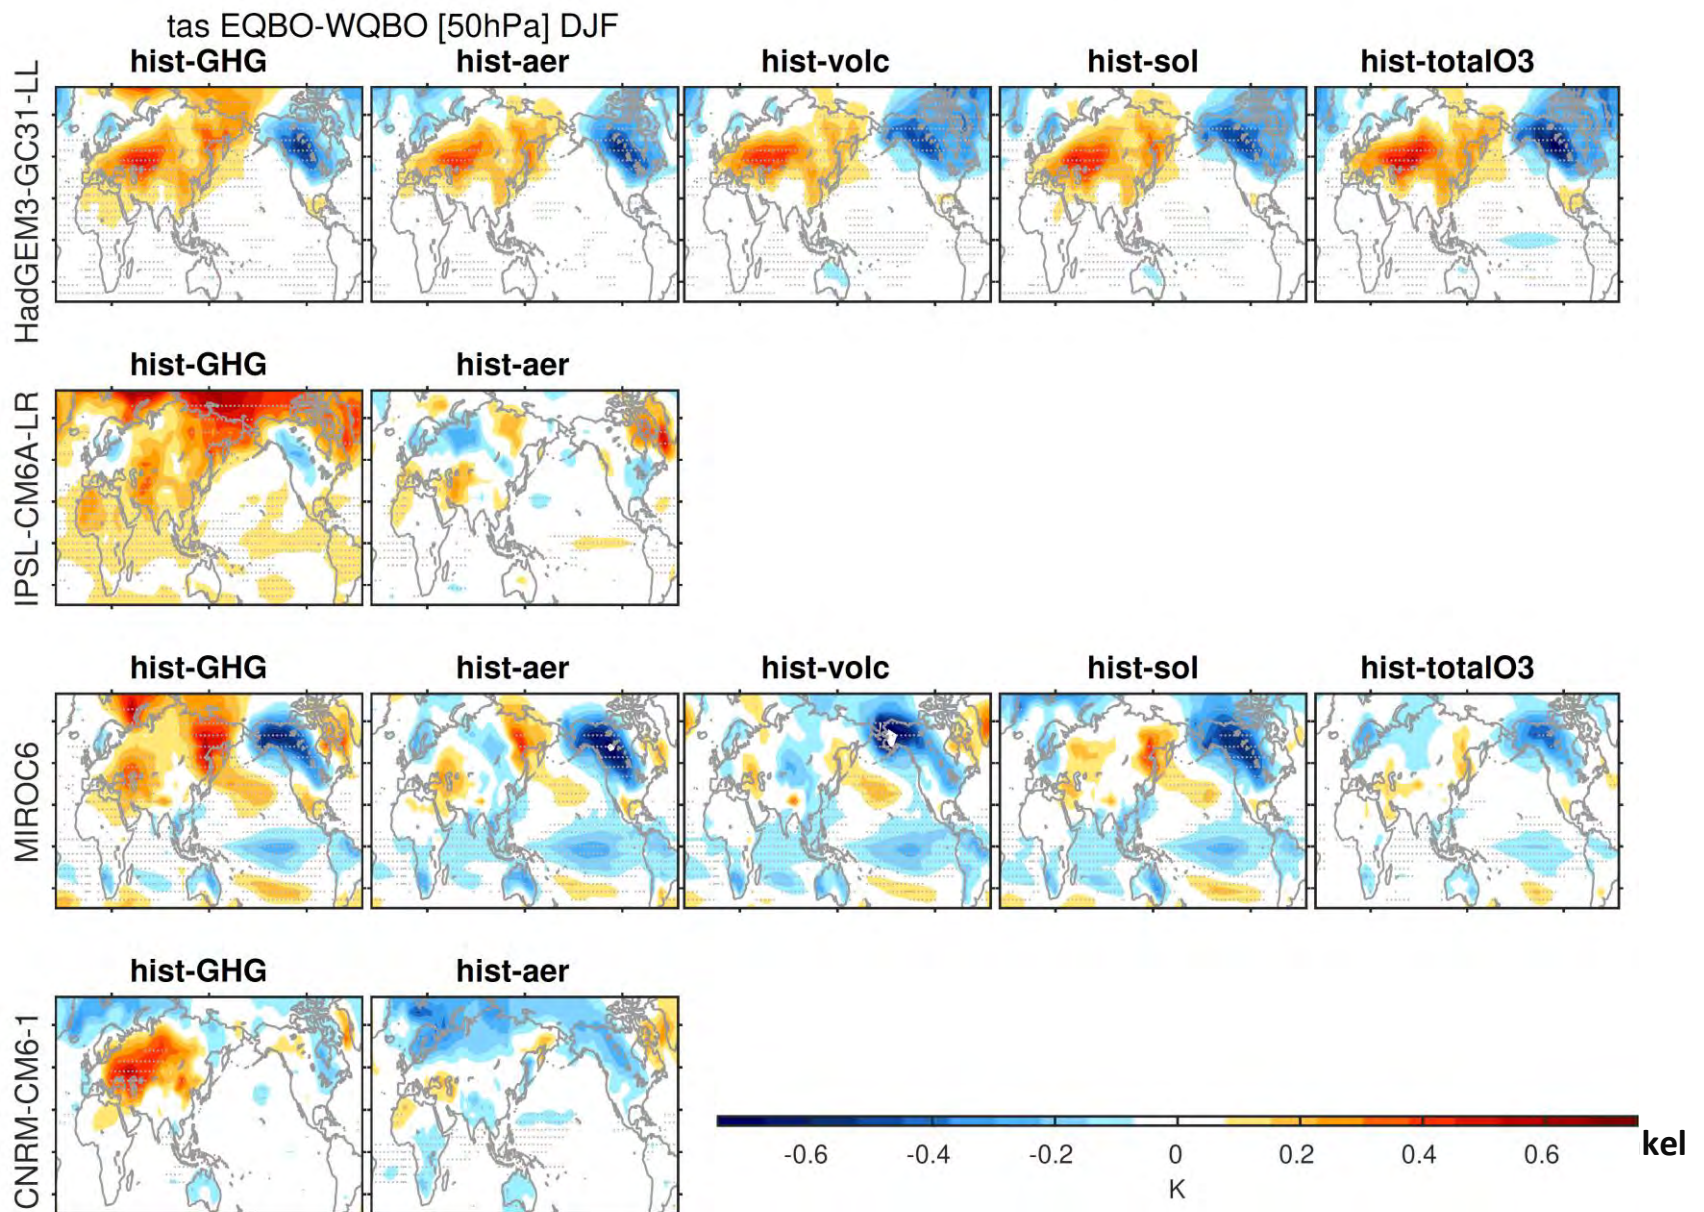 tas EQBO-WQBO [50hPa] DJF
hist-GHG hist-aer hist-volc hist-sol hist-totalO3
HadGEM3-GC31-LL
hist-GHG hist-aer
IPSL-CM6A-LR
hist-GHG hist-aer hist-volc hist-sol hist-totalO3
MIROC6
hist-GHG hist-aer
CNRM-CM6-1
-0.6 -0.4 -0.2 0 0.2 0.4 0.6
kel
K